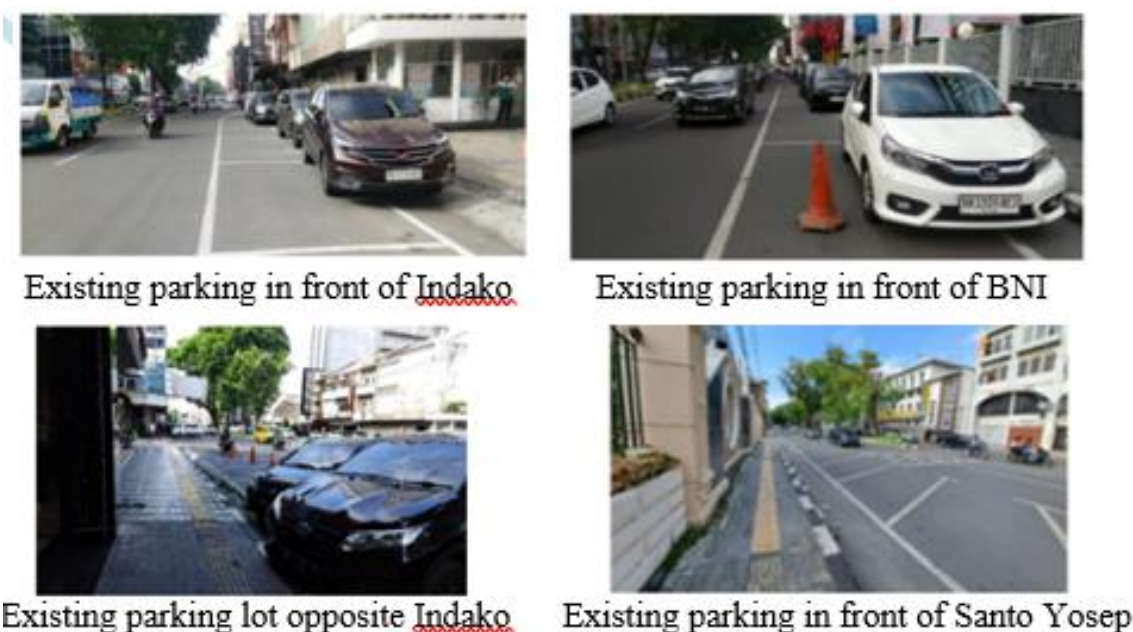 Existing parking in front of Indako
Existing parking in front of BNI
Existing parking lot opposite Indako
Existing parking in front of Santo Yosep